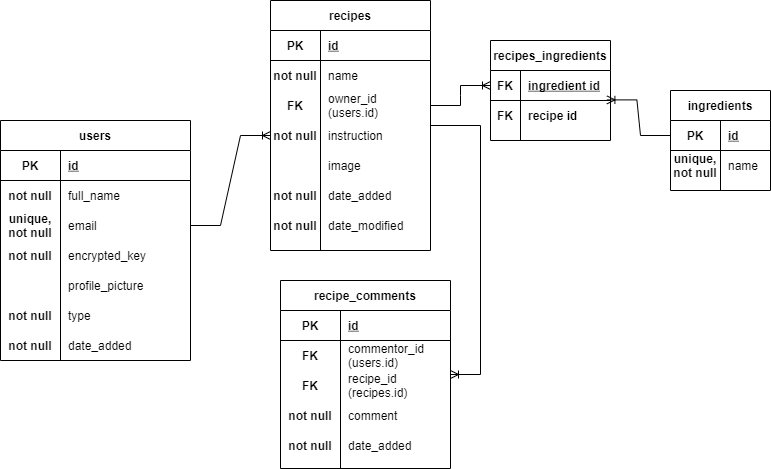 recipes
PK id
not null name
FK owner_id
(users.id)
not null instruction
image
not null date_added
not null date_modified
recipes_ingredients
FK ingredient id
FK recipe id
ingredients
PK id
unique,
not null name
users
PK id
not null full_name
unique,
not null email
not null encrypted_key
profile_picture
not null type
not null date_added
recipe_comments
PK id
FK commentor_id
(users.id)
FK recipe_id
(recipes.id)
not null comment
not null date_added